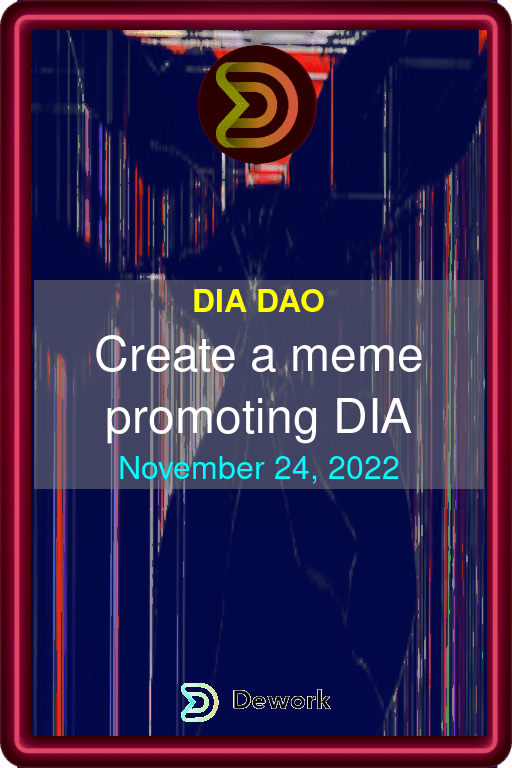 DIA DAO
Create a meme
promoting DIA
November 24, 2022
Dework